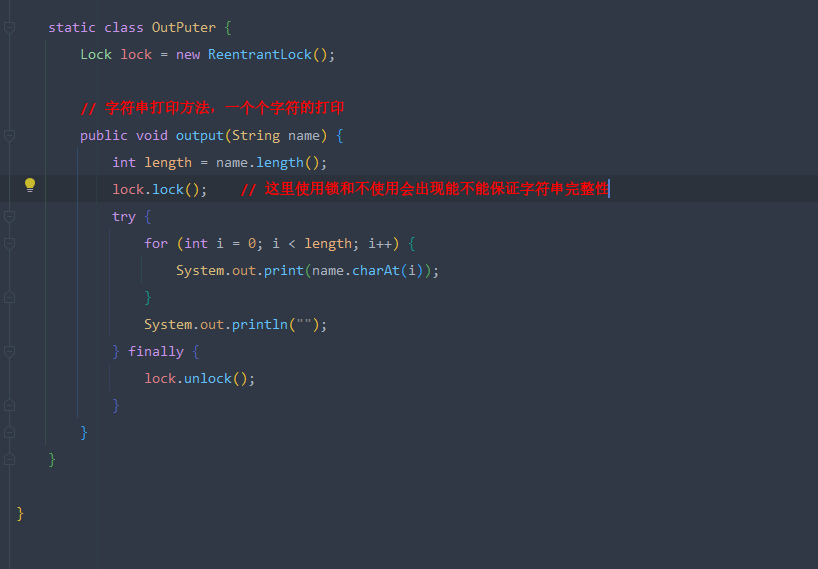 static class OutPuter {
Lock lock = new ReentrantLock();
// 字符串打印方法，一个个字符的打印
public void output(String name) {
int length = name.length();
lock.lock(); // 这里使用锁和不使用会出现能不能保证字符串完整性
try {
for (int i = 0; i < length; i++) {
System.out.print(name.charAt(i));
}
System.out.println("");
} finally {
lock.unlock();
}
}
}
}